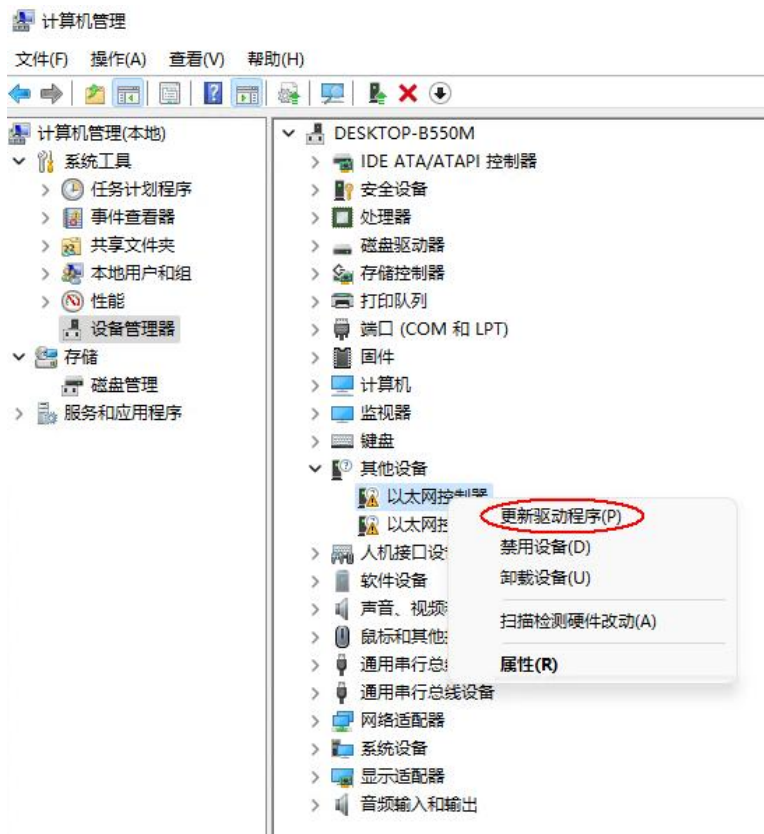 计算机管理
文件(F) 操作(A) 查看(V) 帮助(H)
计算机管理(本地)
系统工具
任务计划程序
事件查看器
共享文件夹
本地用户和组
性能
设备管理器
存储
磁盘管理
服务和应用程序
DESKTOP-B550M
IDE ATA/ATAPI 控制器
安全设备
处理器
磁盘驱动器
存储控制器
打印队列
端口 (COM 和 LPT)
固件
计算机
监视器
键盘
其他设备
以太网控制器
以太网控
人机接口设
软件设备
声音、视频
鼠标和其他
通用串行总
通用串行总线设备
网络适配器
系统设备
显示适配器
音频输入和输出
更新驱动程序(P)
禁用设备(D)
卸载设备(U)
扫描检测硬件改动(A)
属性(R)